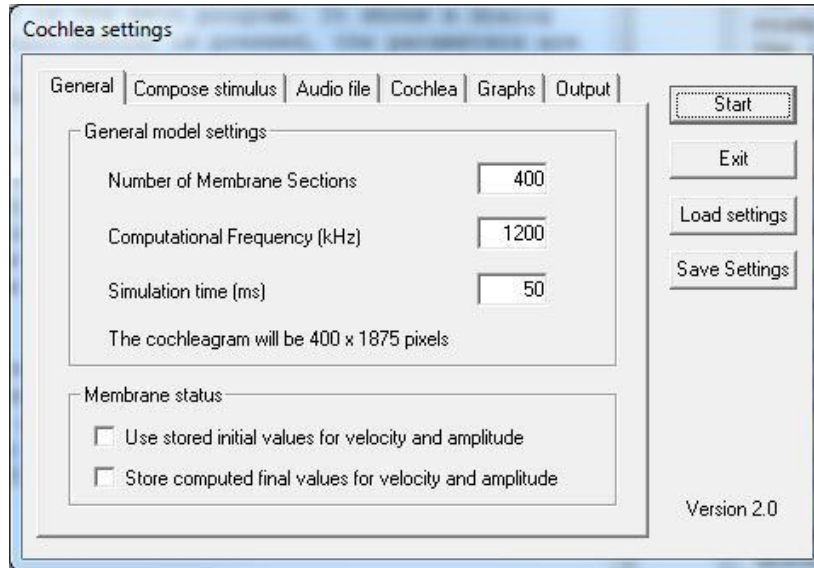 Cochlea settings
General
Compose stimulus
Audio file
Cochlea
Graphs
Output
General model settings
Number of Membrane Sections 400
Computational Frequency (kHz) 1200
Simulation time (ms) 50
The cochleagram will be 400 x 1875 pixels
Membrane status
Use stored initial values for velocity and amplitude
Store computed final values for velocity and amplitude
Start
Exit
Load settings
Save Settings
Version 2.0